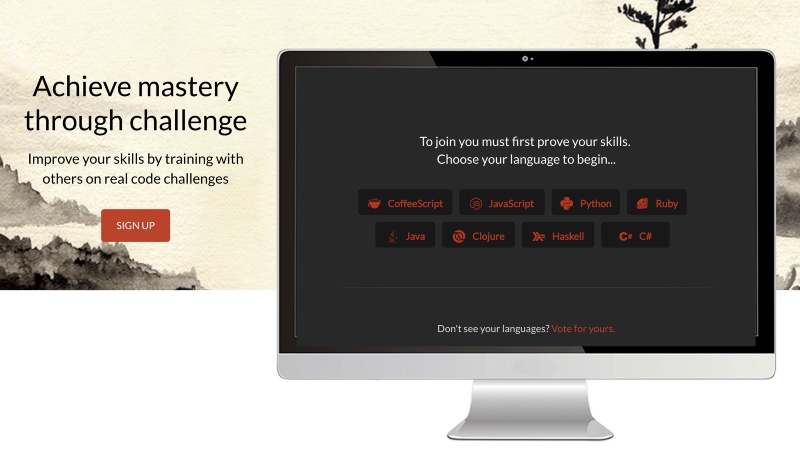 Achieve mastery
through challenge
Improve your skills by training with
others on real code challenges
SIGN UP
To join you must first prove your skills.
Choose your language to begin...
CoffeeScript JavaScript Python Ruby
Java Clojure Haskell C# C#
Don't see your languages? Vote for yours.